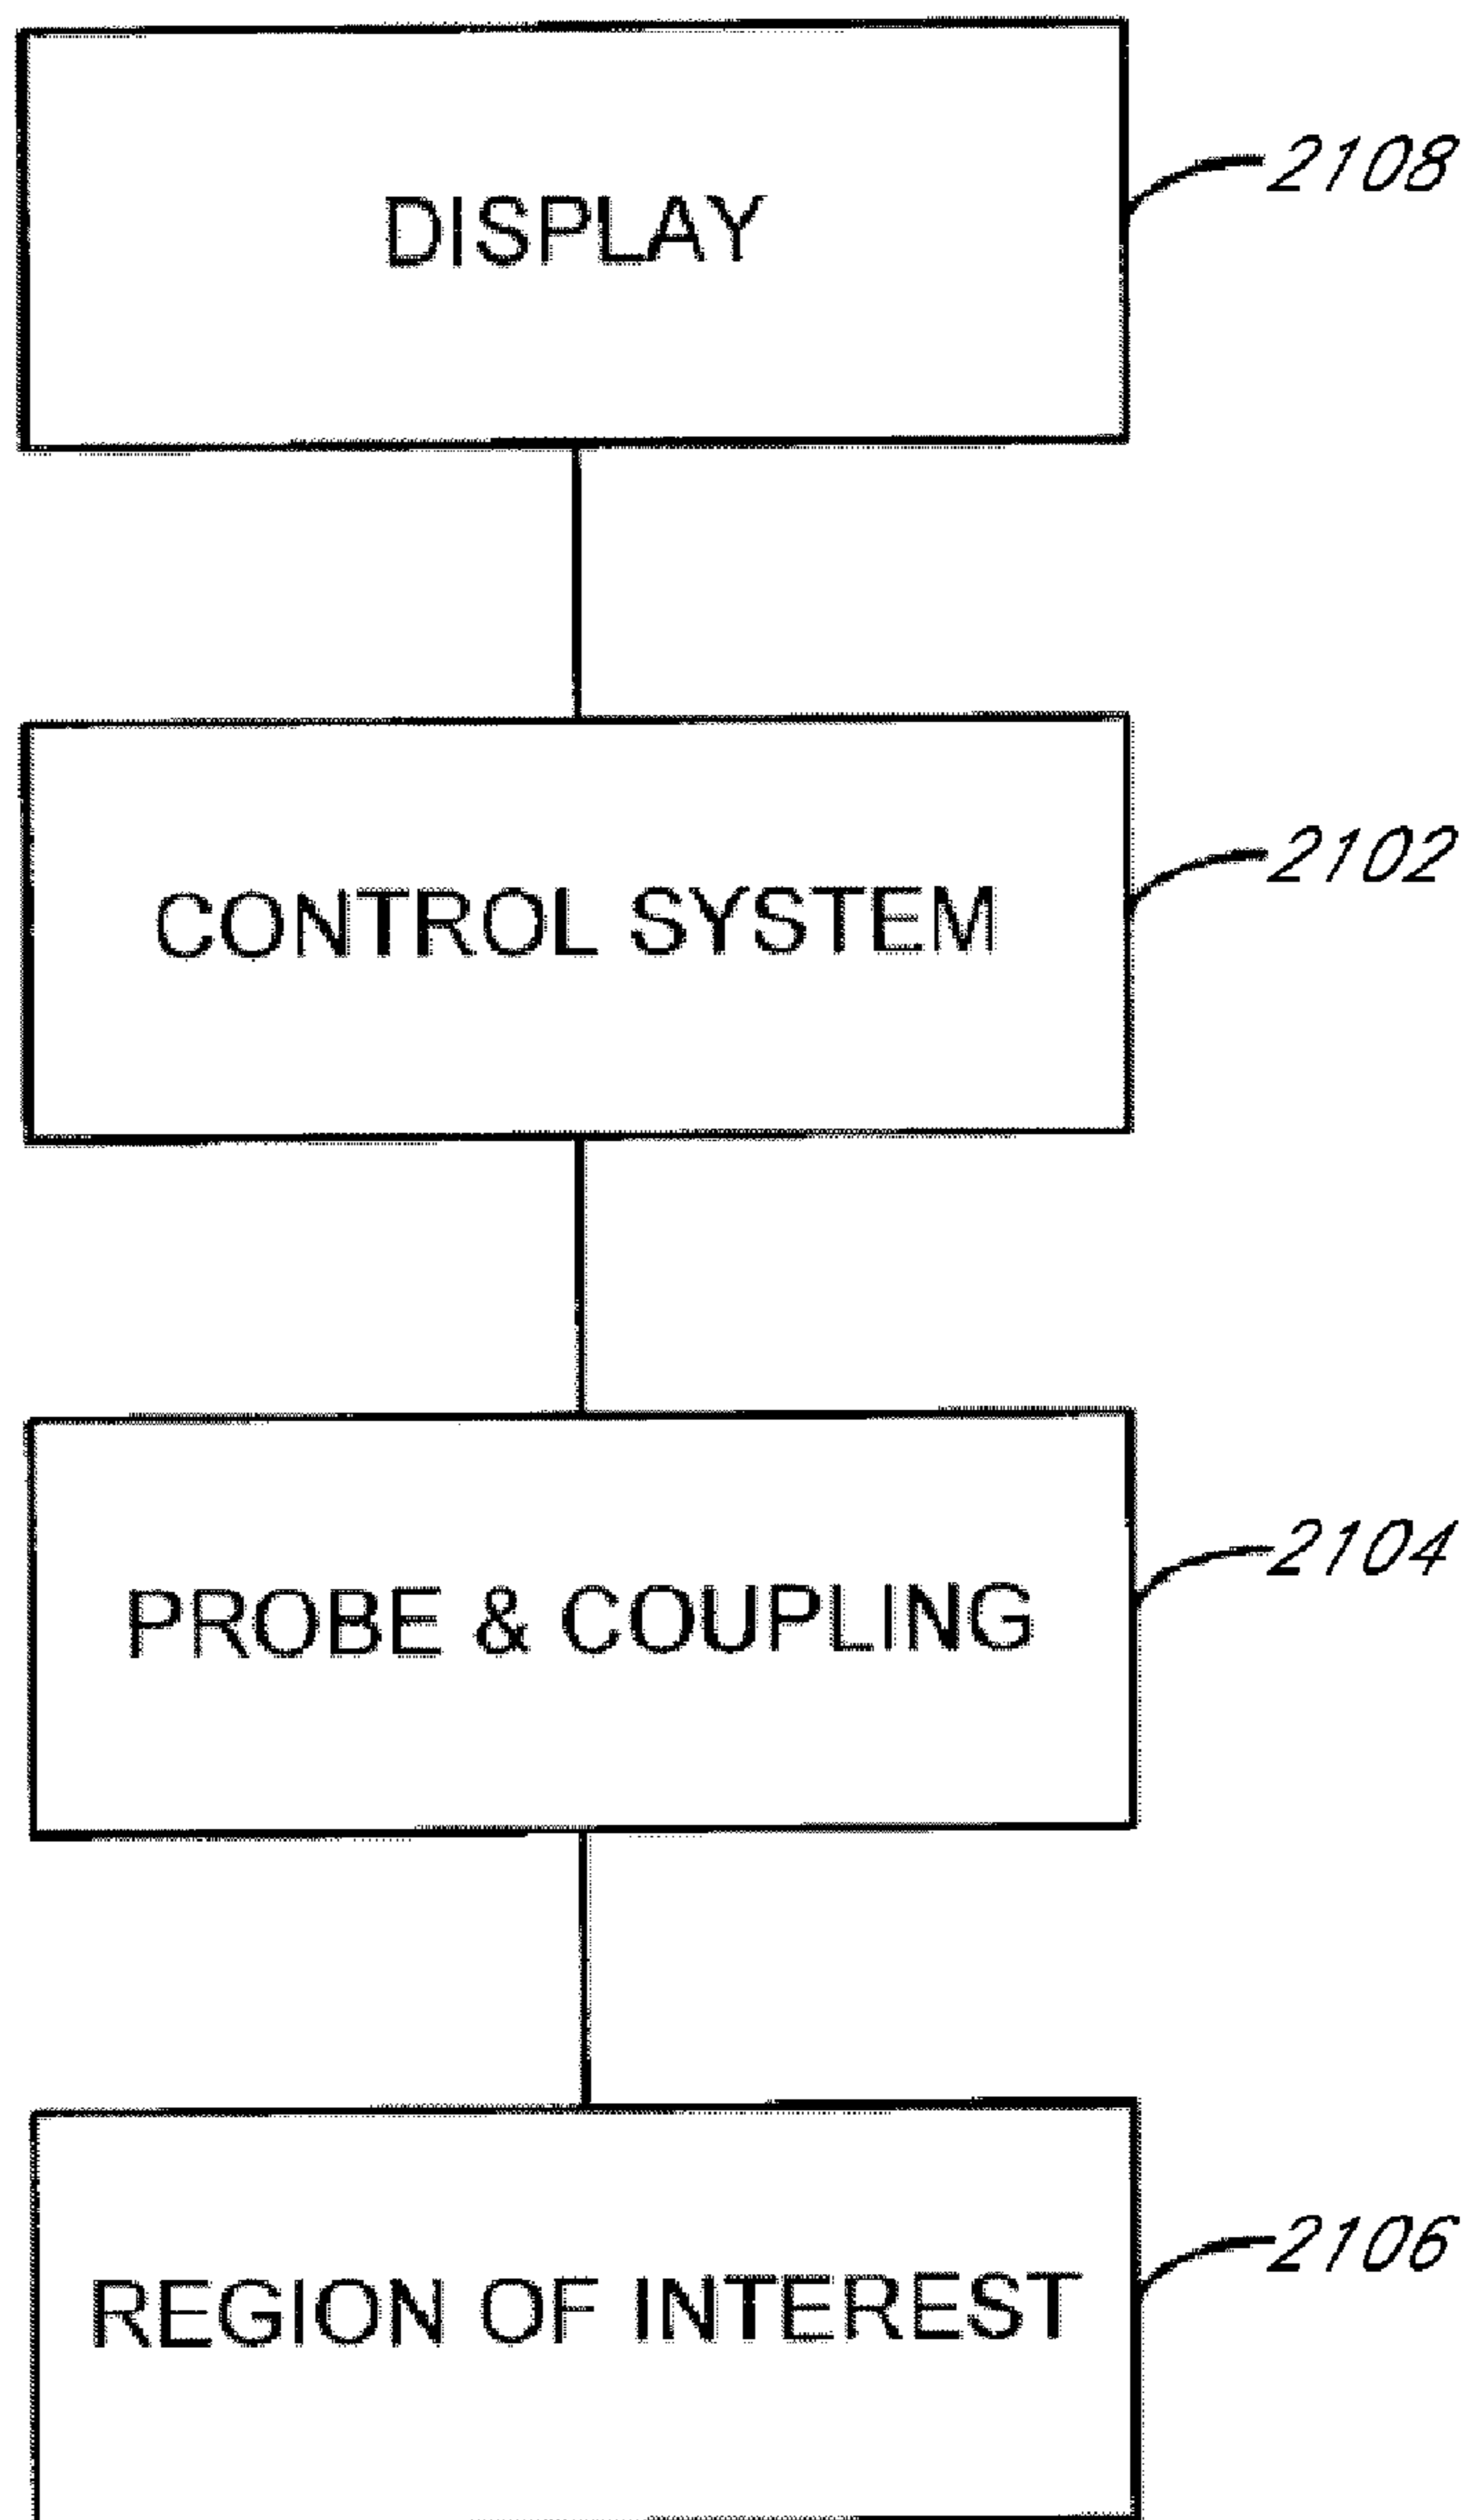 DISPLAY
2108
CONTROL SYSTEM
2102
PROBE & COUPLING
2104
REGION OF INTEREST
2106